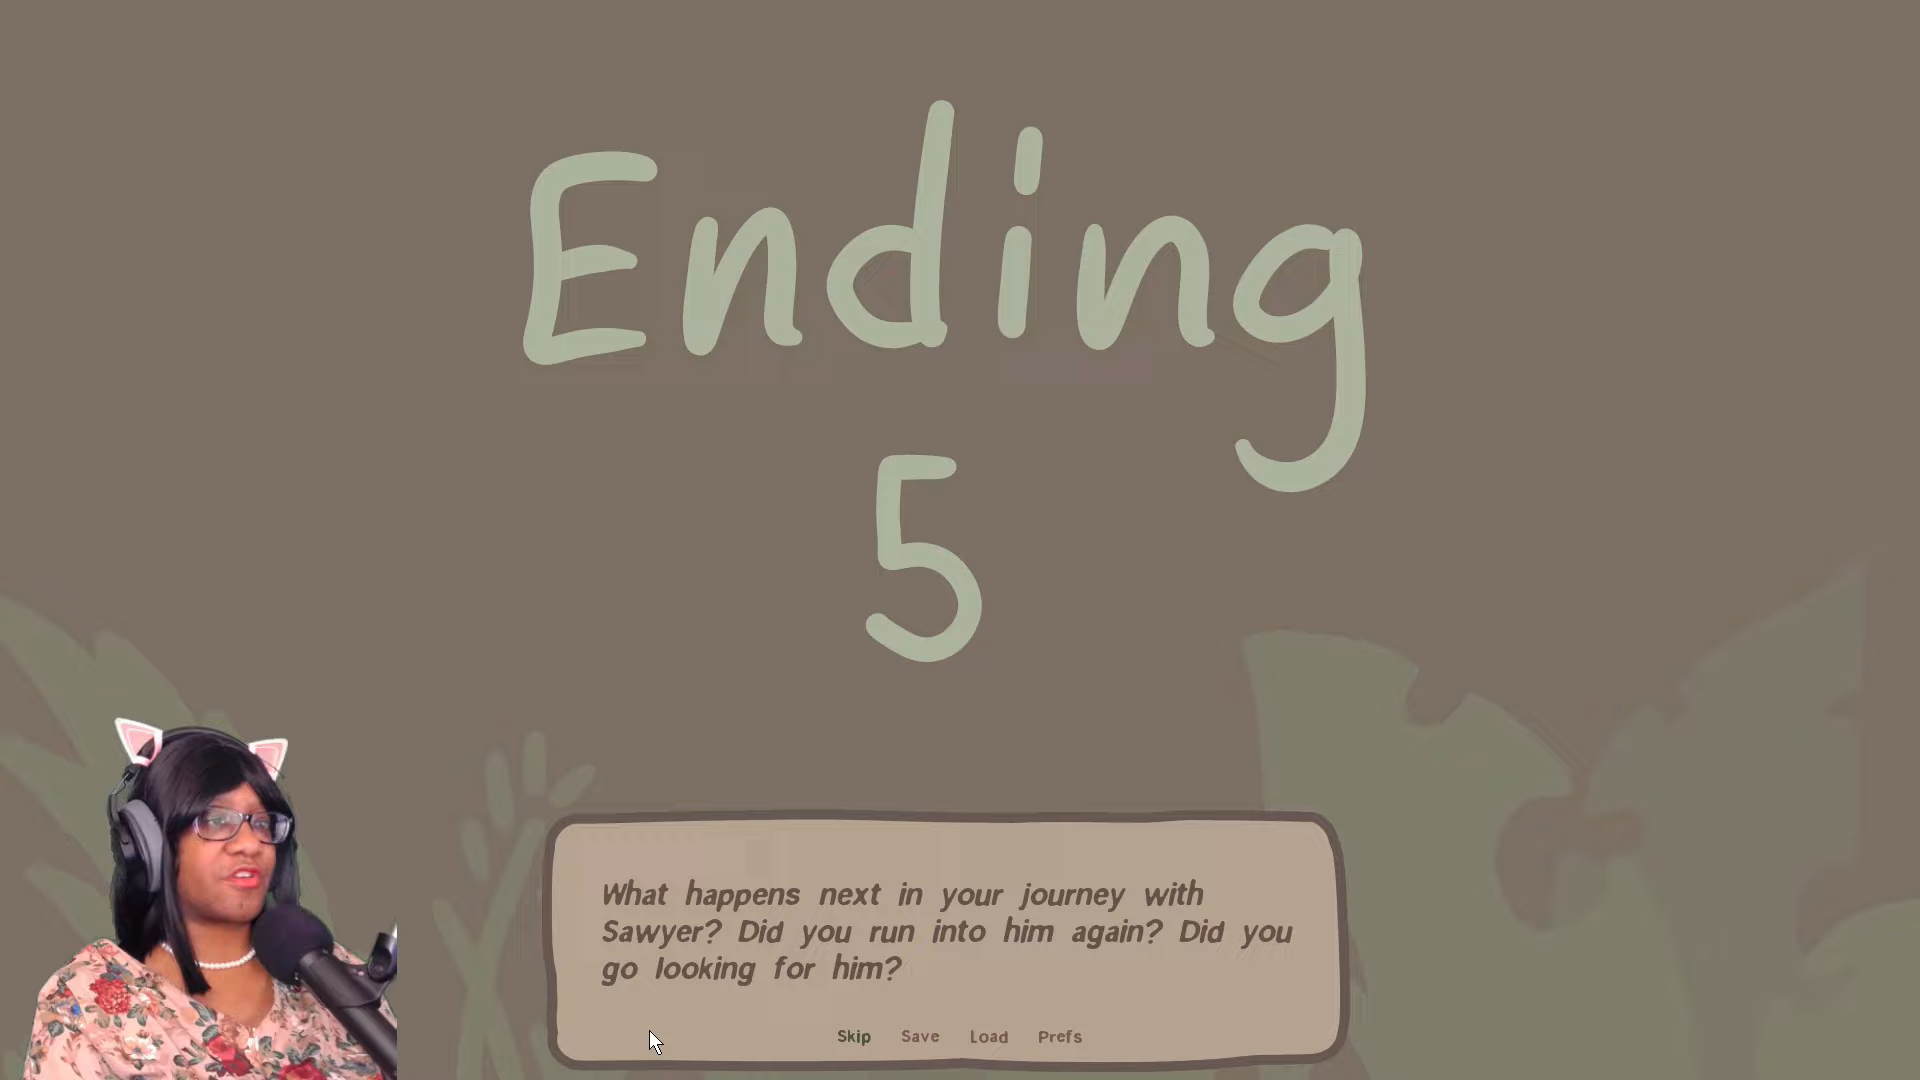 Ending
5
What happens next in your journey with
Sawyer? Did you run into him again? Did you
go looking for him?
Skip Save Load Prefs